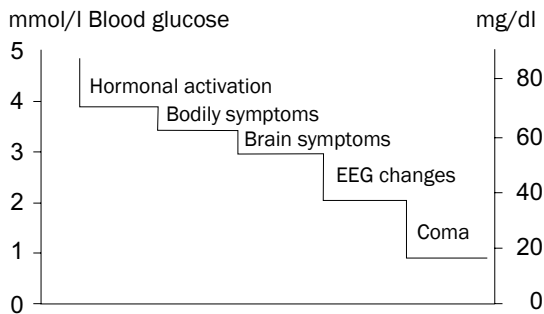 mmol/l Blood glucose
mg/dl
5
4
3
2
1
0
Hormonal activation
Bodily symptoms
Brain symptoms
EEG changes
Coma
80
60
40
20
0